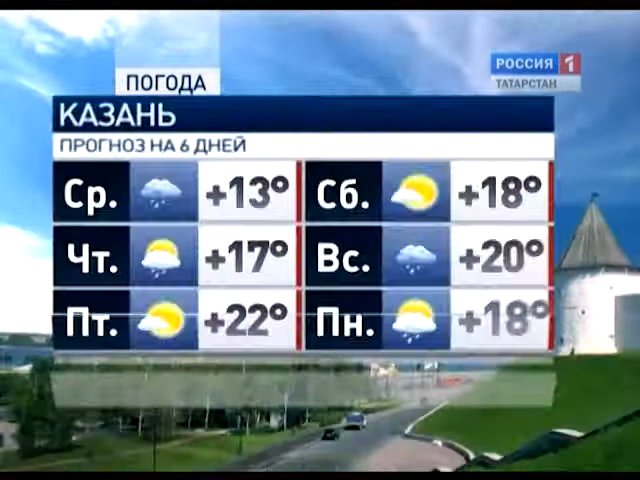 ПОГОДА
РОССИЯ 1
ТАТАРСТАН
КАЗАНЬ
ПРОГНОЗ НА 6 ДНЕЙ
Ср. +13° Сб. +18°
Чт. +17° Вс. +20°
Пт. +22° Пн. +18°